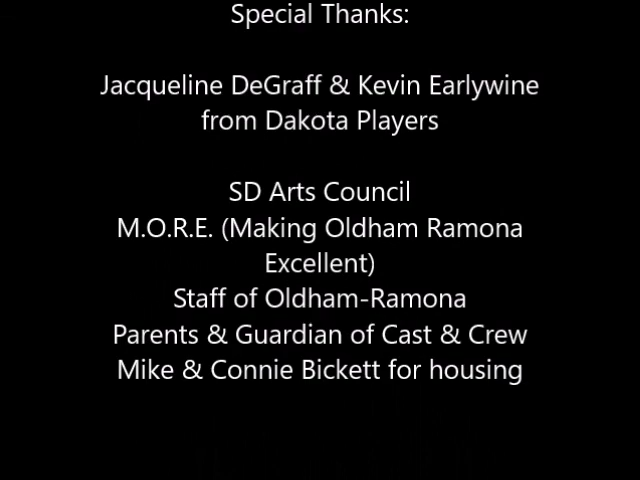 Special Thanks:
Jacqueline DeGraff & Kevin Earlywine
from Dakota Players
SD Arts Council
M.O.R.E. (Making Oldham Ramona
Excellent)
Staff of Oldham-Ramona
Parents & Guardian of Cast & Crew
Mike & Connie Bickett for housing